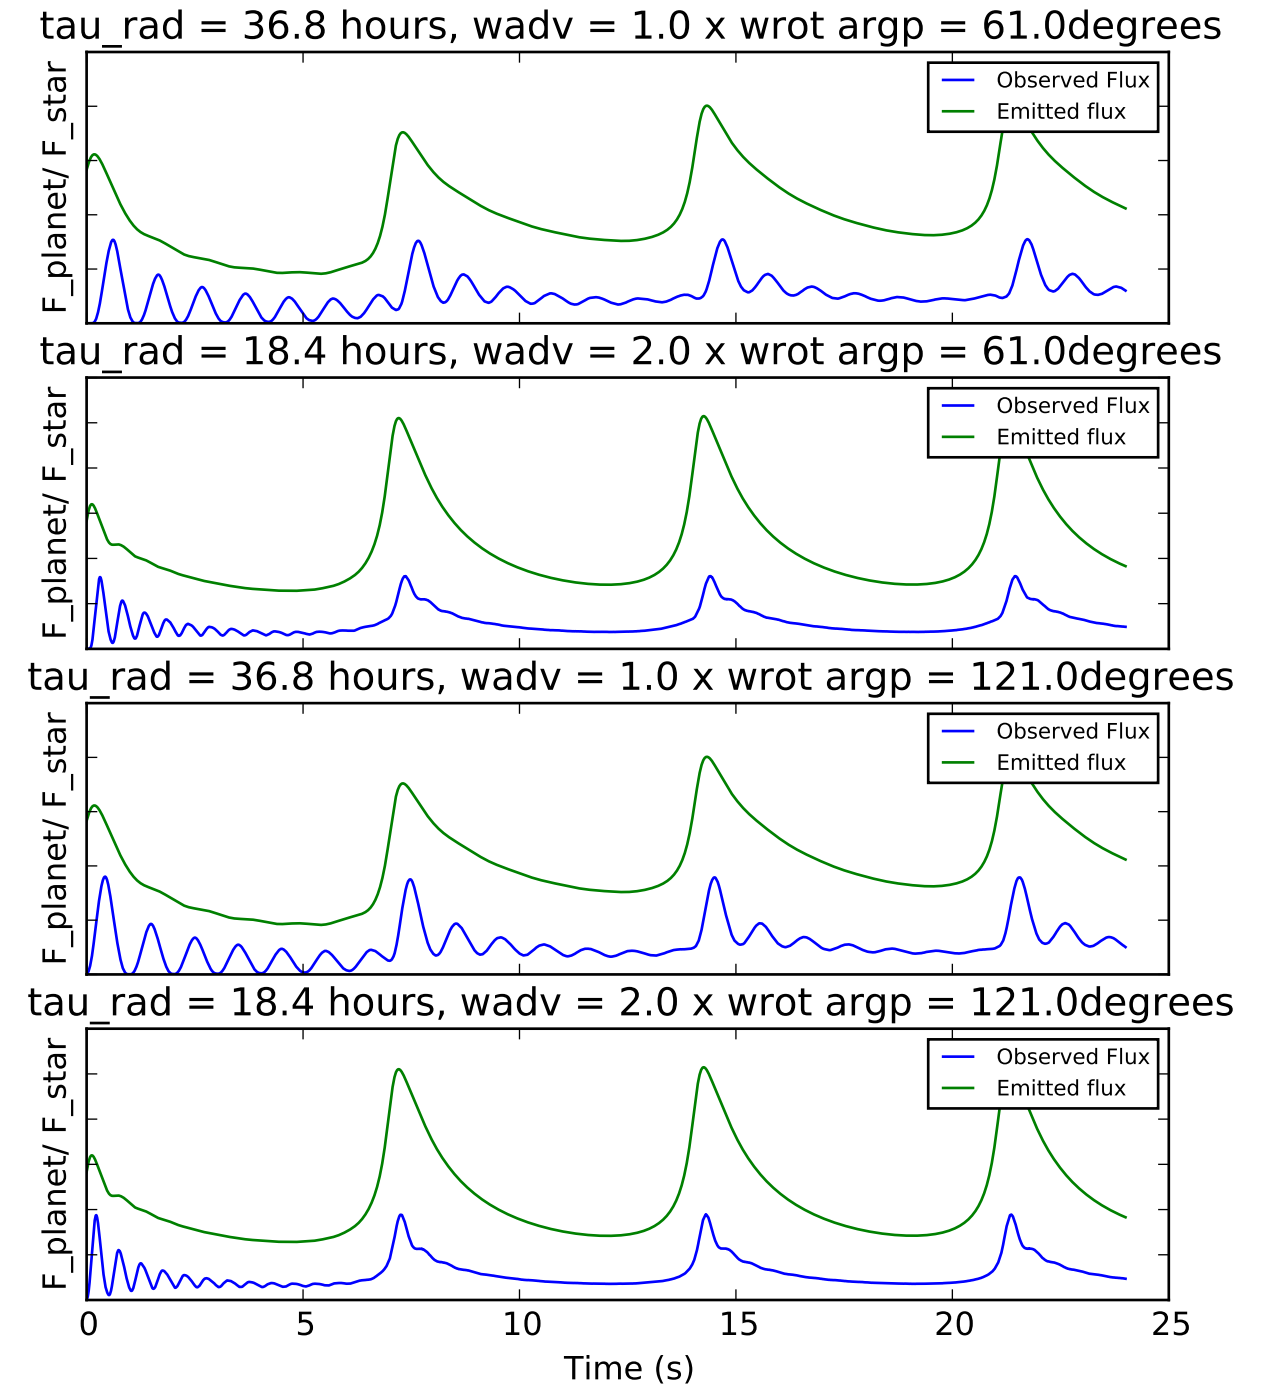 tau_rad = 36.8 hours, wadv = 1.0 x wrot argp = 61.0degrees
F_planet/ F_star
Observed Flux
Emitted flux
tau_rad = 18.4 hours, wadv = 2.0 x wrot argp = 61.0degrees
F_planet/ F_star
Observed Flux
Emitted flux
tau_rad = 36.8 hours, wadv = 1.0 x wrot argp = 121.0degrees
F_planet/ F_star
Observed Flux
Emitted flux
tau_rad = 18.4 hours, wadv = 2.0 x wrot argp = 121.0degrees
F_planet/ F_star
Observed Flux
Emitted flux
0 5 10 15 20 25
Time (s)